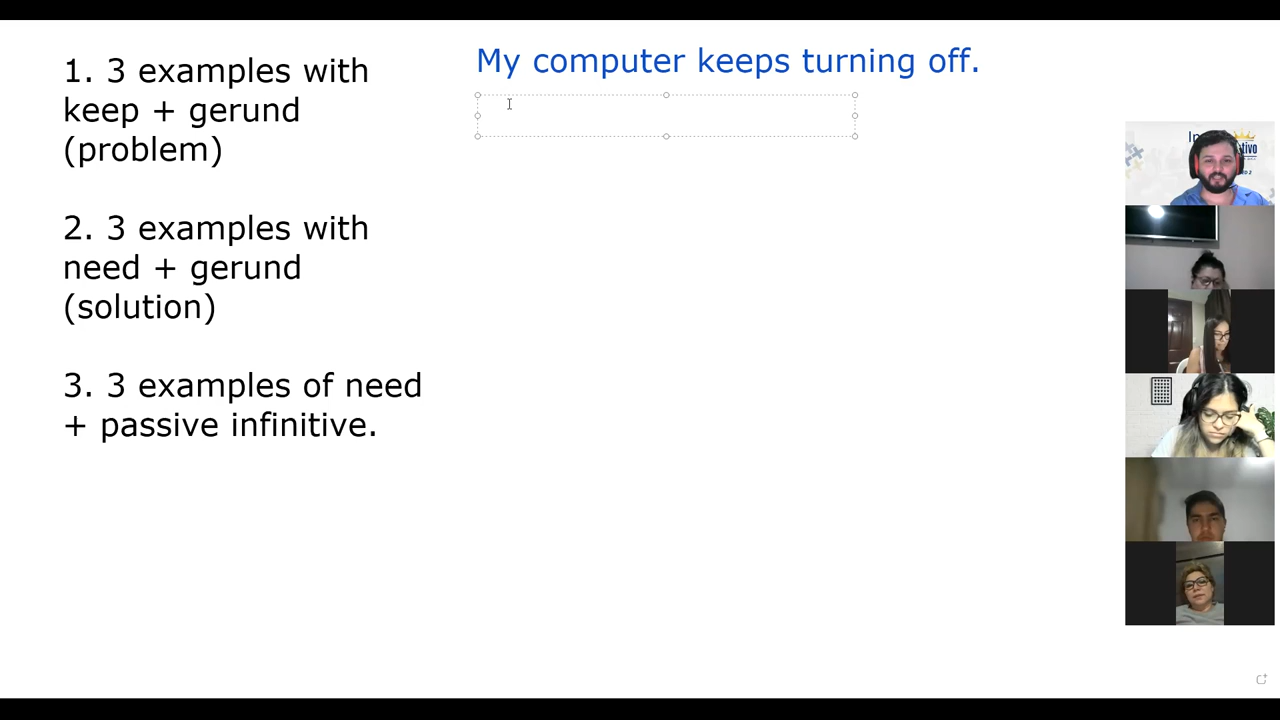 1. 3 examples with
keep + gerund
(problem)
2. 3 examples with
need + gerund
(solution)
3. 3 examples of need
+ passive infinitive.
My computer keeps turning off.